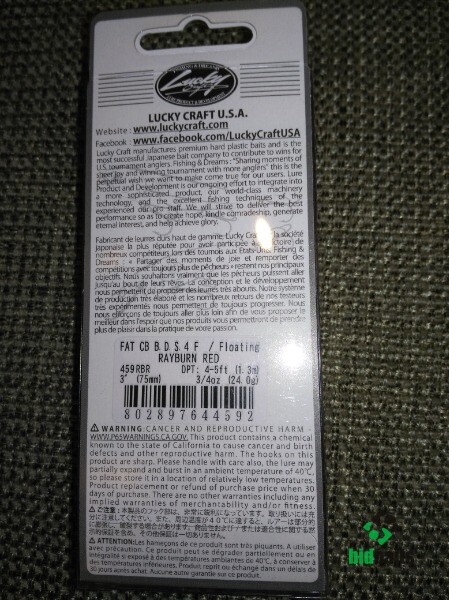 FISHING & DREAMS
Lucky
LURE PRODUCT & DEVELOPMENT
LUCKY CRAFT U.S.A.
Website : www.luckycraft.com
Facebook : www.facebook.com/LuckyCraftUSA
Lucky Craft manufactures premium hard plastic baits and is the
most successful Japanese bait company to contribute to wins for
U.S. tournament anglers. Fishing & Dreams : "Sharing moments of
the joy and winning tournament with more anglers" this is the
perpetual wish we want to make come true for our users. Lure
Product and Development is our ongoing effort to integrate into
a more sophisticated product, our world-class machinery
technology, and the excellent fishing techniques of the
experienced our pro staff. We will strive to deliver the best
performance so as to create hope, kindle comradeship, generate
eternal interest, and help achieve glory.
Fabricant de leurres durs haut de gamme: Lucky Craft la société
japonaise la plus réputée pour avoir participée à victoire de
nombreux compétiteurs lors des tournois aux États-Unis. Fishing &
Dreams : « Partager des moments de joie et remporter des
compétitions avec toujours plus de pêcheurs » restent nos principaux
objectifs. Nous souhaitons vraiment que les pêcheurs puissent aller
jusqu'au bout de leurs rêves. La conception et le développement
nous permettent de proposer des leurres très aboutis. Notre système
de production très élaboré et les nombreux retours de nos testeurs
très expérimentés nous permettent de toujours progresser. Nous
nous efforçons de toujours aller plus loin afin de vous proposer le
meilleur dans l'espoir que nos produits vous permettront de prendre
plus de plaisir dans la pratique de votre passion.
FAT CB B.D.S.4 F / Floating
RAYBURN RED
459RBR DPT: 4-5ft (1.3m)
3" (75mm) 3/4oz (24.0g)
802897644592
WARNING: CANCER AND REPRODUCTIVE HARM -
WWW.P65WARNINGS.CA.GOV. This product contains a chemical
known to the state of California to cause cancer and birth
defects and other reproductive harm. The hooks on this
product are sharp. Please handle with care also, the lure may
partially expand and burst in an ambient temperature of 40℃,
so please store it in a location of relatively low temperatures.
Product replacement or refund of purchase price when 30
days of purchase. There are no other warranties including any
implied warranties of merchantability and/or fitness.
ATTENTION: Les hameçons de ce produit sont très piquants. A utiliser
avec précaution. Ce produit peut se dégrader partiellement ou en
intégralité si exposé à des températures ambiantes de 40°C, à conserver à
des températures inférieures. Produit repris ou échangé dans un délais de
30 jours après achat. Aucune autre garantie sur ce produit.
bid